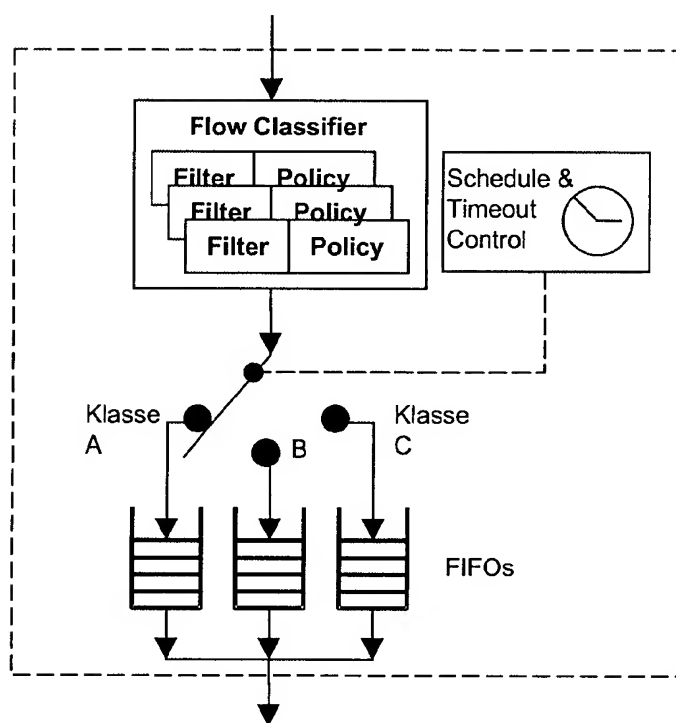 Flow Classifier
Filter Policy
Filter Policy
Filter Policy
Schedule &
Timeout
Control
Klasse
A
B
Klasse
C
FIFOs